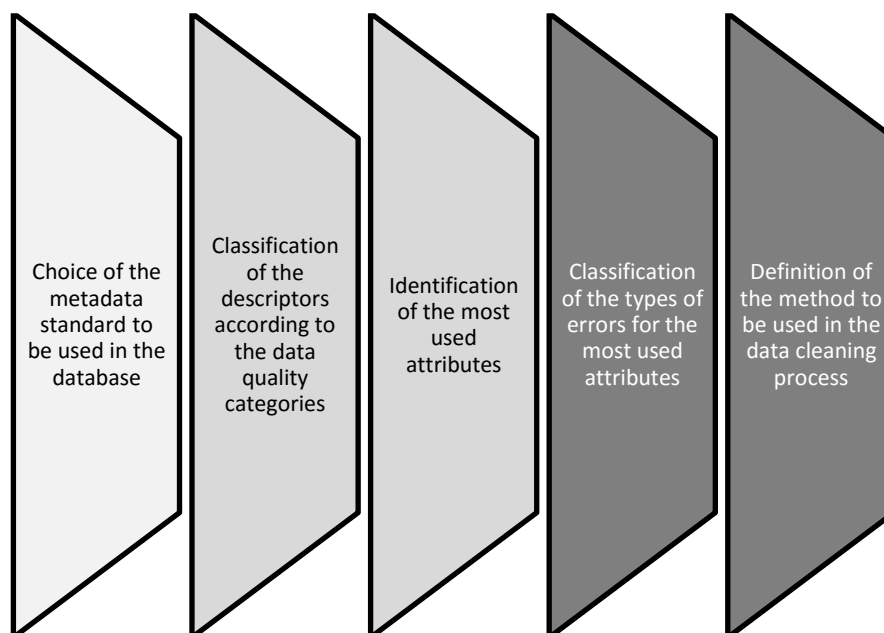 Choice of the
metadata
standard to
be used in the
database
Classification
of the
descriptors
according to
the data
quality
categories
Identification
of the most
used
attributes
Classification
of the types of
errors for the
most used
attributes
Definition of
the method to
be used in the
data cleaning
process